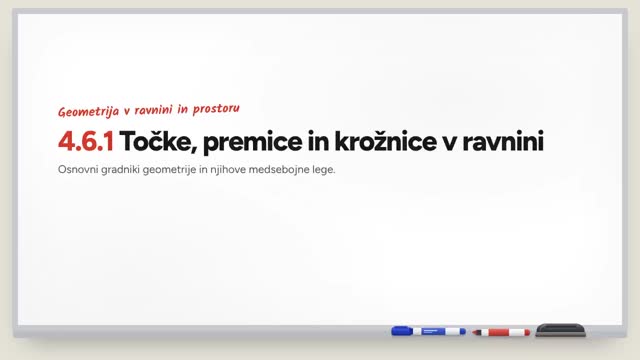 Geometrija v ravnini in prostoru
4.6.1 Točke, premice in krožnice v ravnini
Osnovni gradniki geometrije in njihove medsebojne lege.